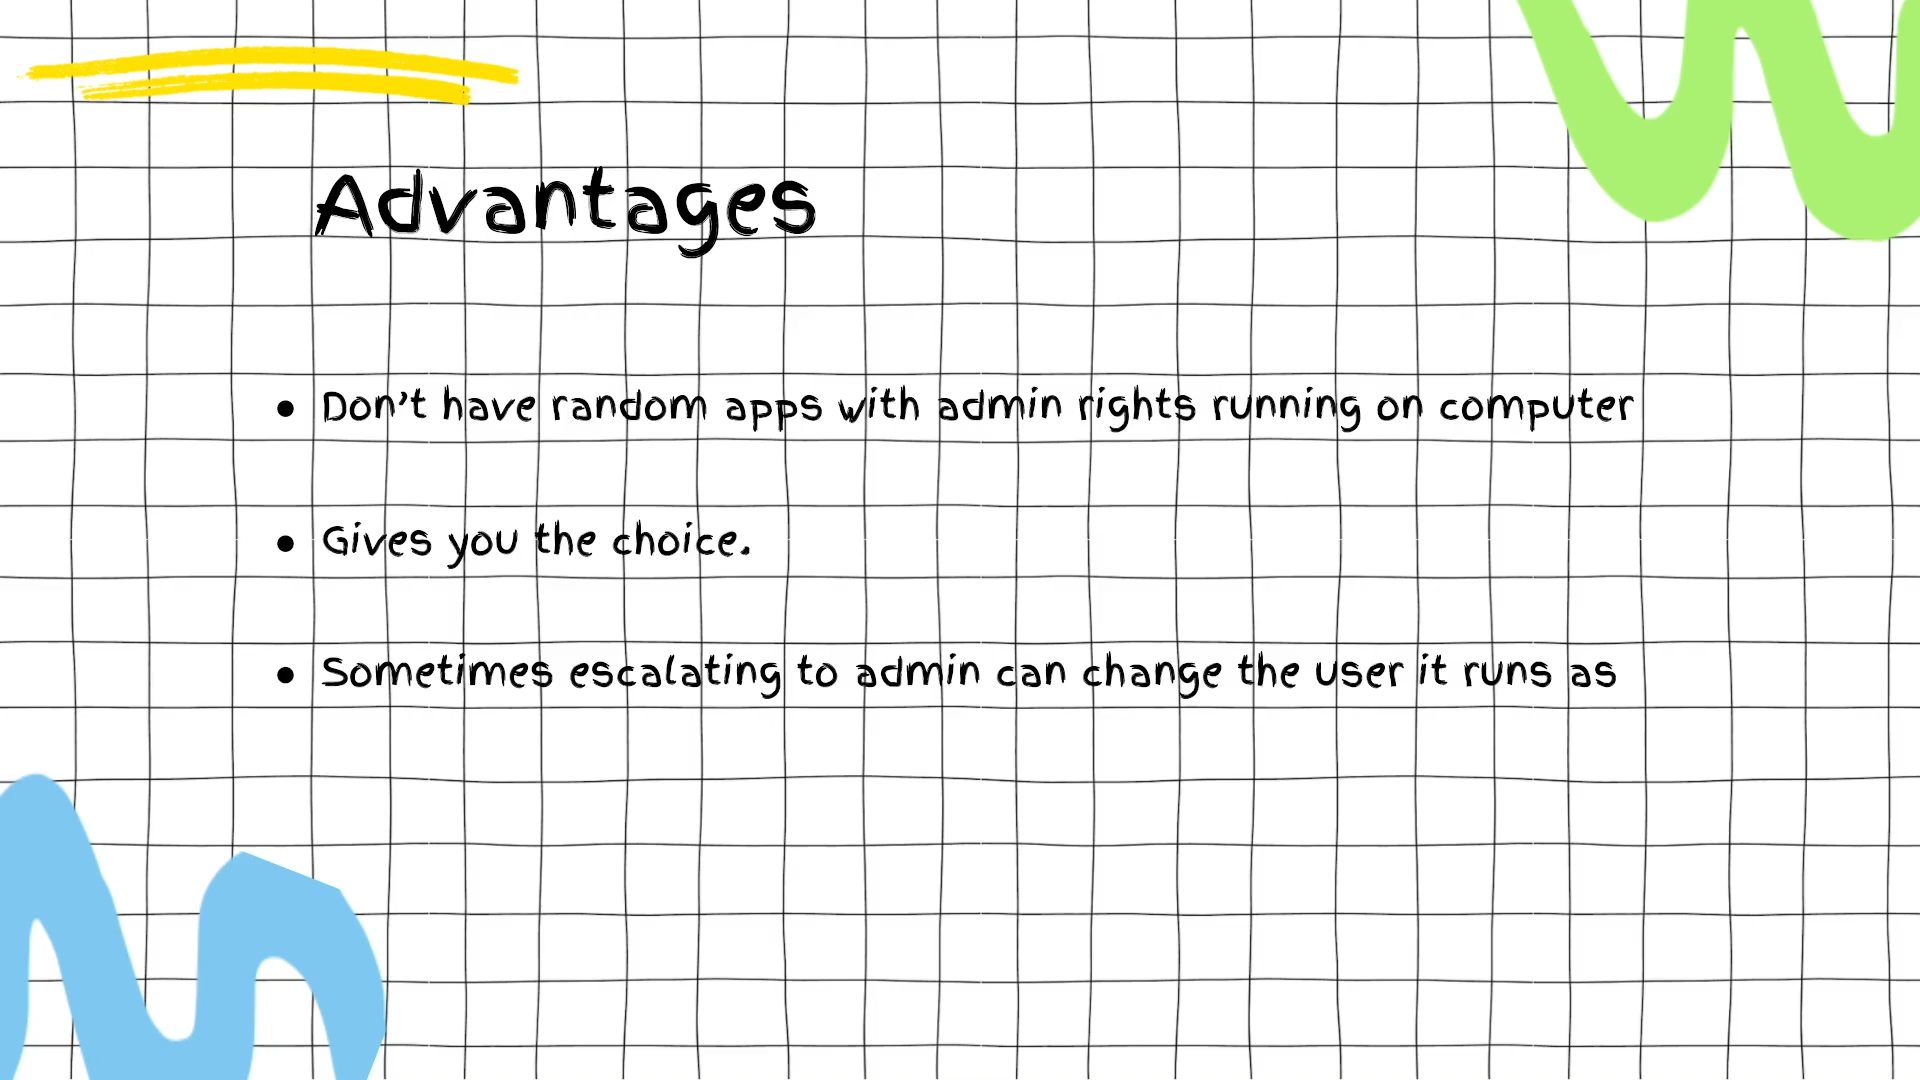 Advantages
• Don't have random apps with admin rights running on computer
• Gives you the choice.
• Sometimes escalating to admin can change the user it runs as